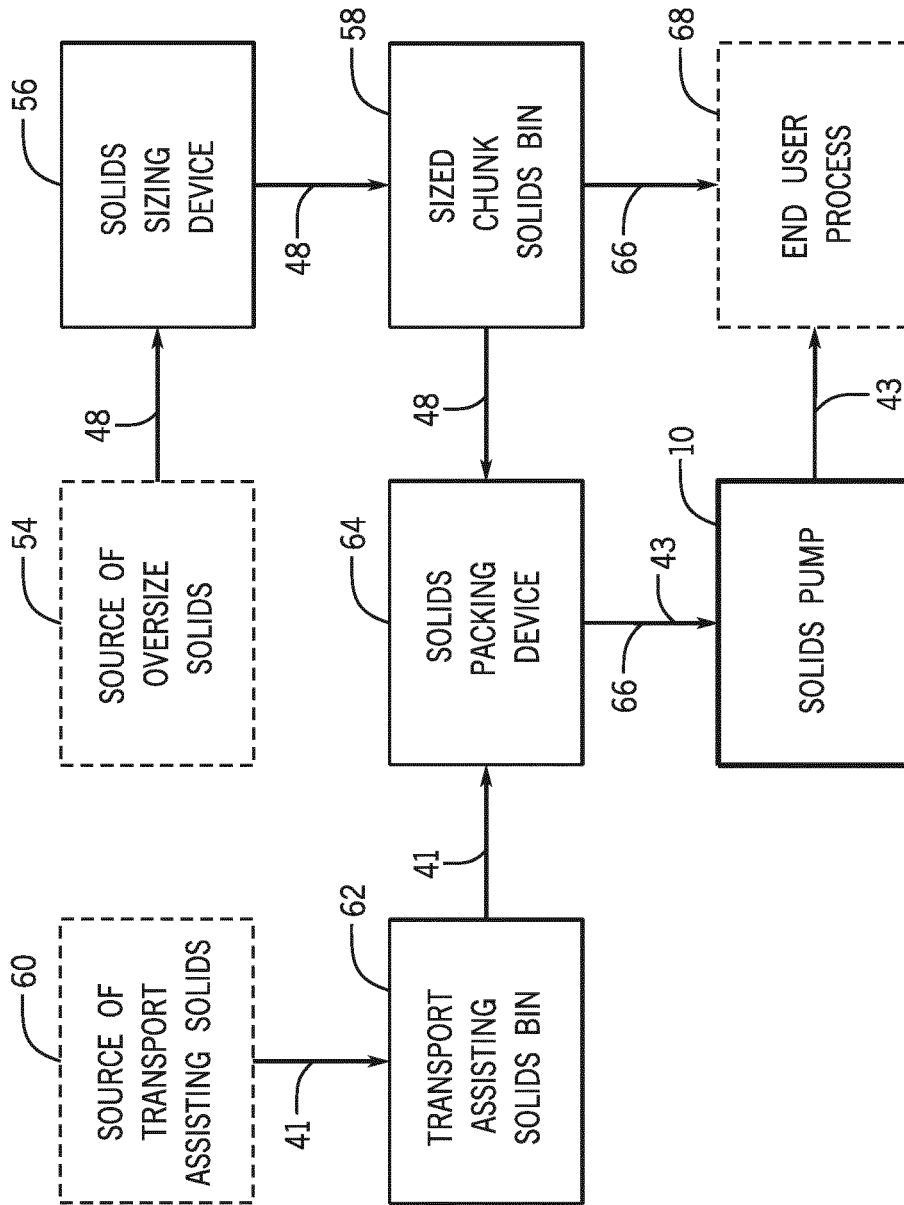 60
SOURCE OF
TRANSPORT
ASSISTING SOLIDS
54
SOURCE OF
OVERSIZE
SOLIDS
48
56
SOLIDS
SIZING
DEVICE
41
48
62
TRANSPORT
ASSISTING
SOLIDS BIN
41
64
SOLIDS
PACKING
DEVICE
48
58
SIZED
CHUNK
SOLIDS BIN
66
43
66
10
SOLIDS PUMP
43
68
END USER
PROCESS